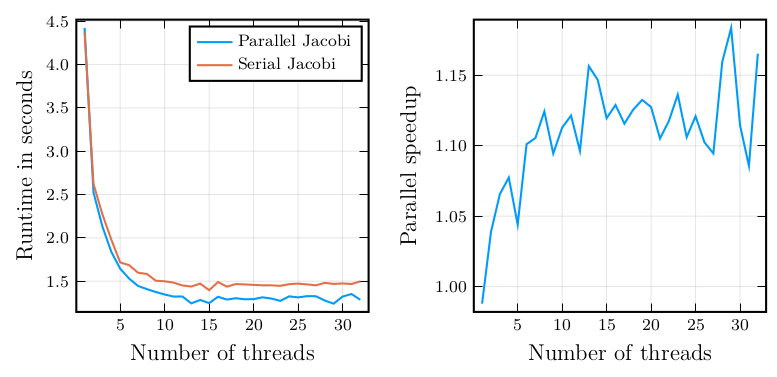 Runtime in seconds
4.5
4.0
3.5
3.0
2.5
2.0
1.5
Parallel Jacobi
Serial Jacobi
5 10 15 20 25 30
Number of threads
Parallel speedup
1.15
1.10
1.05
1.00
5 10 15 20 25 30
Number of threads